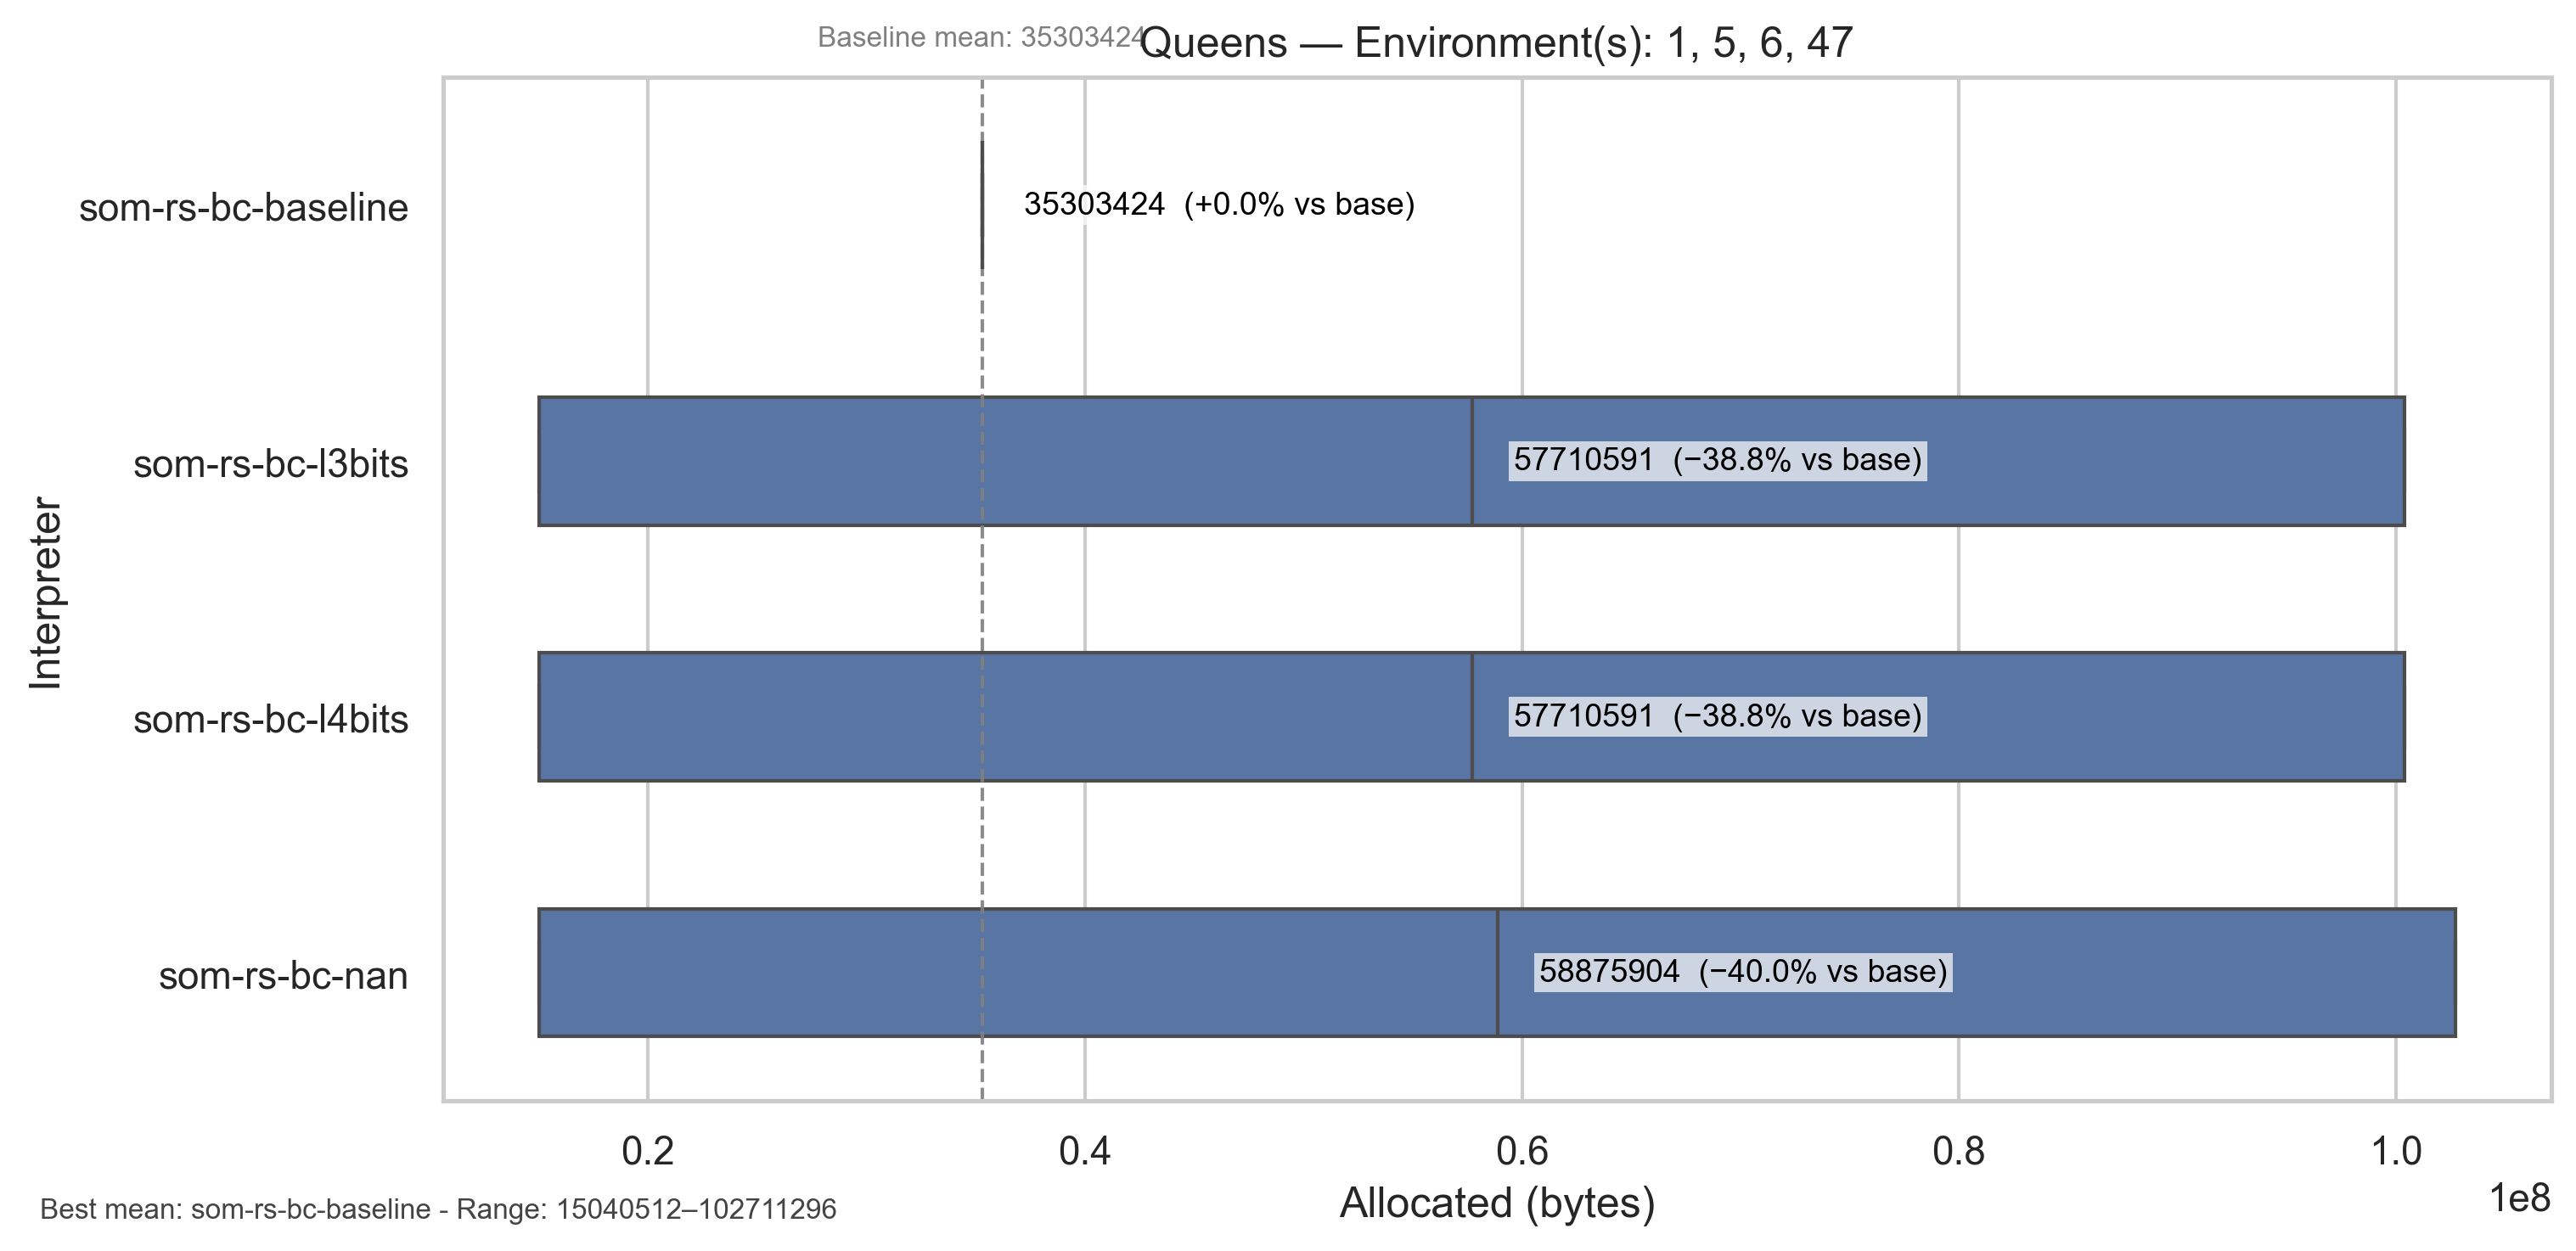 Baseline mean: 35303424
Queens — Environment(s): 1, 5, 6, 47
Interpreter
som-rs-bc-baseline
35303424 (+0.0% vs base)
som-rs-bc-l3bits
57710591 (−38.8% vs base)
som-rs-bc-l4bits
57710591 (−38.8% vs base)
som-rs-bc-nan
58875904 (−40.0% vs base)
0.2 0.4 0.6 0.8 1.0
1e8
Allocated (bytes)
Best mean: som-rs-bc-baseline - Range: 15040512–102711296